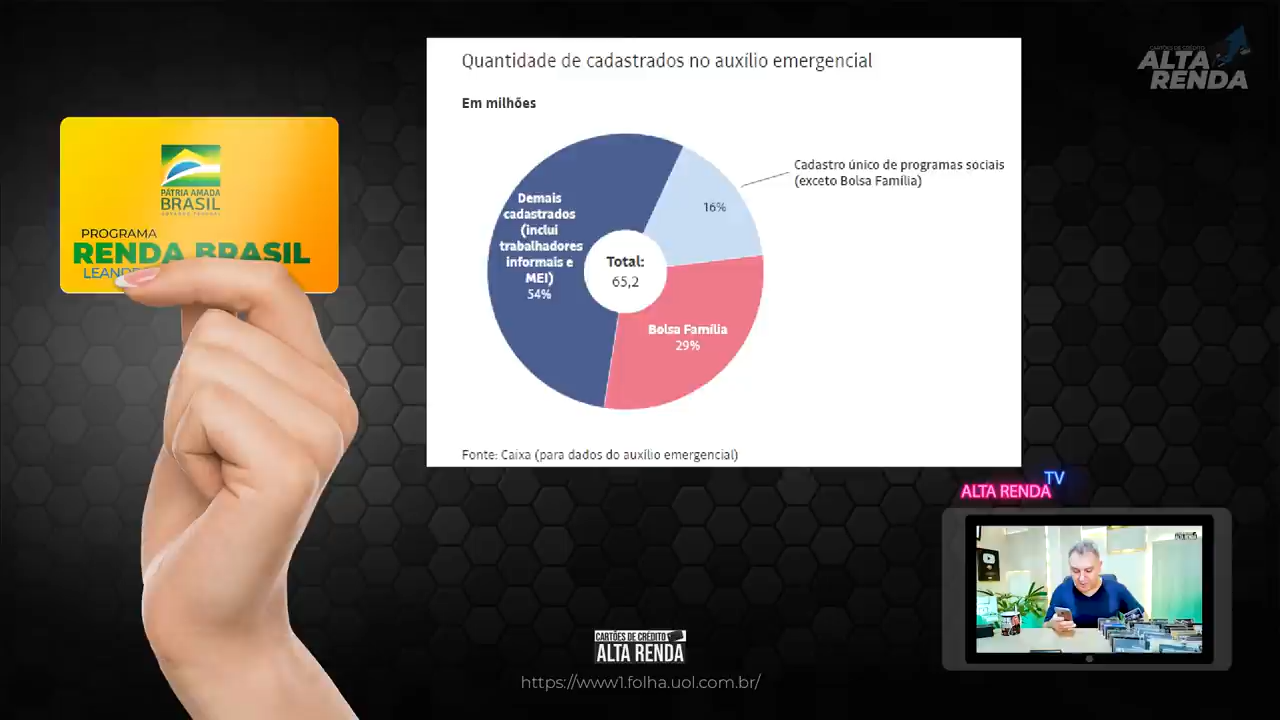 Quantidade de cadastrados no auxílio emergencial
CARTÕES DE CRÉDITO
ALTA
RENDA
Em milhões
PÁTRIA AMADA
BRASIL
PROGRAMA
RENDA BRASIL
Cadastro único de programas sociais
(exceto Bolsa Família)
16%
Demais
cadastrados
(inclui
trabalhadores
informais e
MEI)
54%
Total:
65,2
Bolsa Família
29%
Fonte: Caixa (para dados do auxílio emergencial)
TV
ALTA RENDA
CARTÕES DE CRÉDITO
ALTA RENDA
https://www1.folha.uol.com.br/